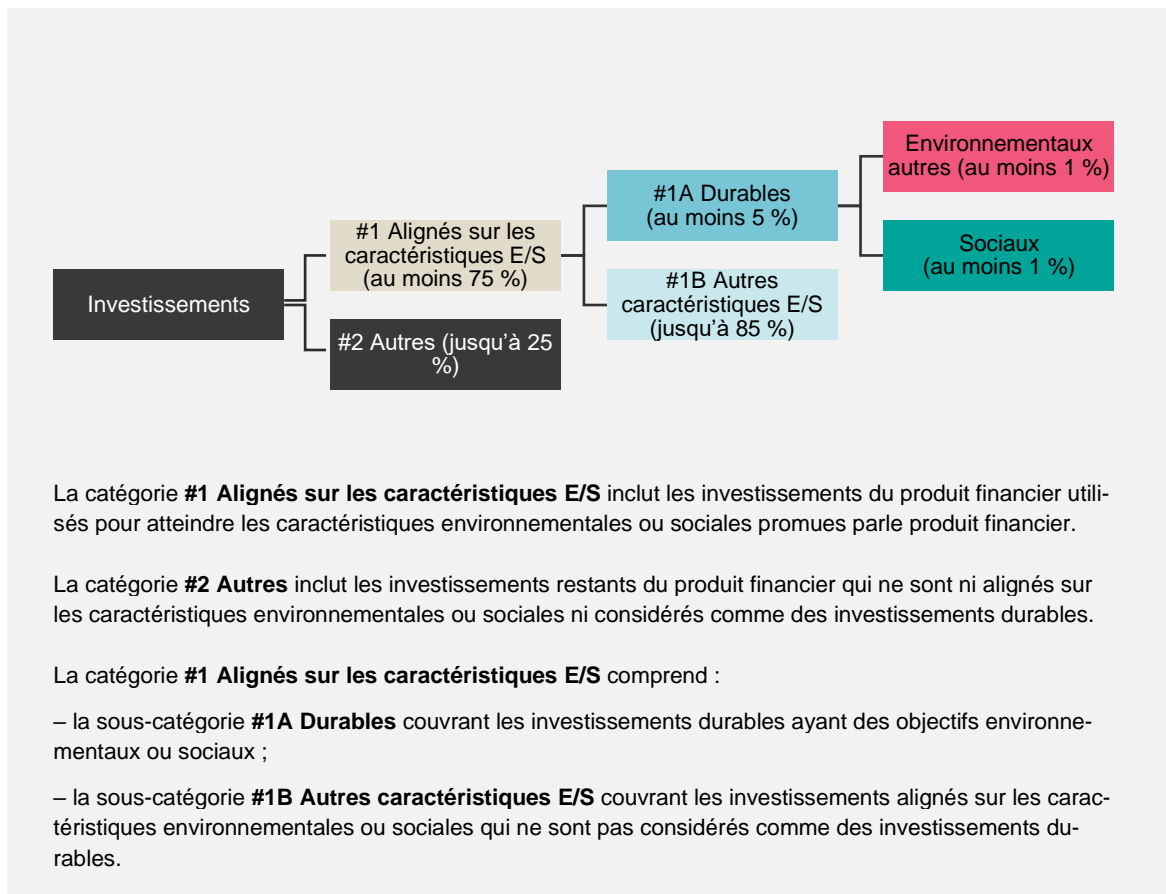 Environnementaux
autres (au moins 1 %)
#1A Durables
(au moins 5 %)
#1 Alignés sur les
caractéristiques E/S
(au moins 75 %)
Sociaux
(au moins 1 %)
Investissements
#1B Autres
caractéristiques E/S
(jusqu'à 85 %)
#2 Autres (jusqu'à 25
%)
La catégorie #1 Alignés sur les caractéristiques E/S inclut les investissements du produit financier utili-
sés pour atteindre les caractéristiques environnementales ou sociales promues parle produit financier.
La catégorie #2 Autres inclut les investissements restants du produit financier qui ne sont ni alignés sur
les caractéristiques environnementales ou sociales ni considérés comme des investissements durables.
La catégorie #1 Alignés sur les caractéristiques E/S comprend :
– la sous-catégorie #1A Durables couvrant les investissements durables ayant des objectifs environne-
mentaux ou sociaux ;
– la sous-catégorie #1B Autres caractéristiques E/S couvrant les investissements alignés sur les carac-
téristiques environnementales ou sociales qui ne sont pas considérés comme des investissements du-
rables.